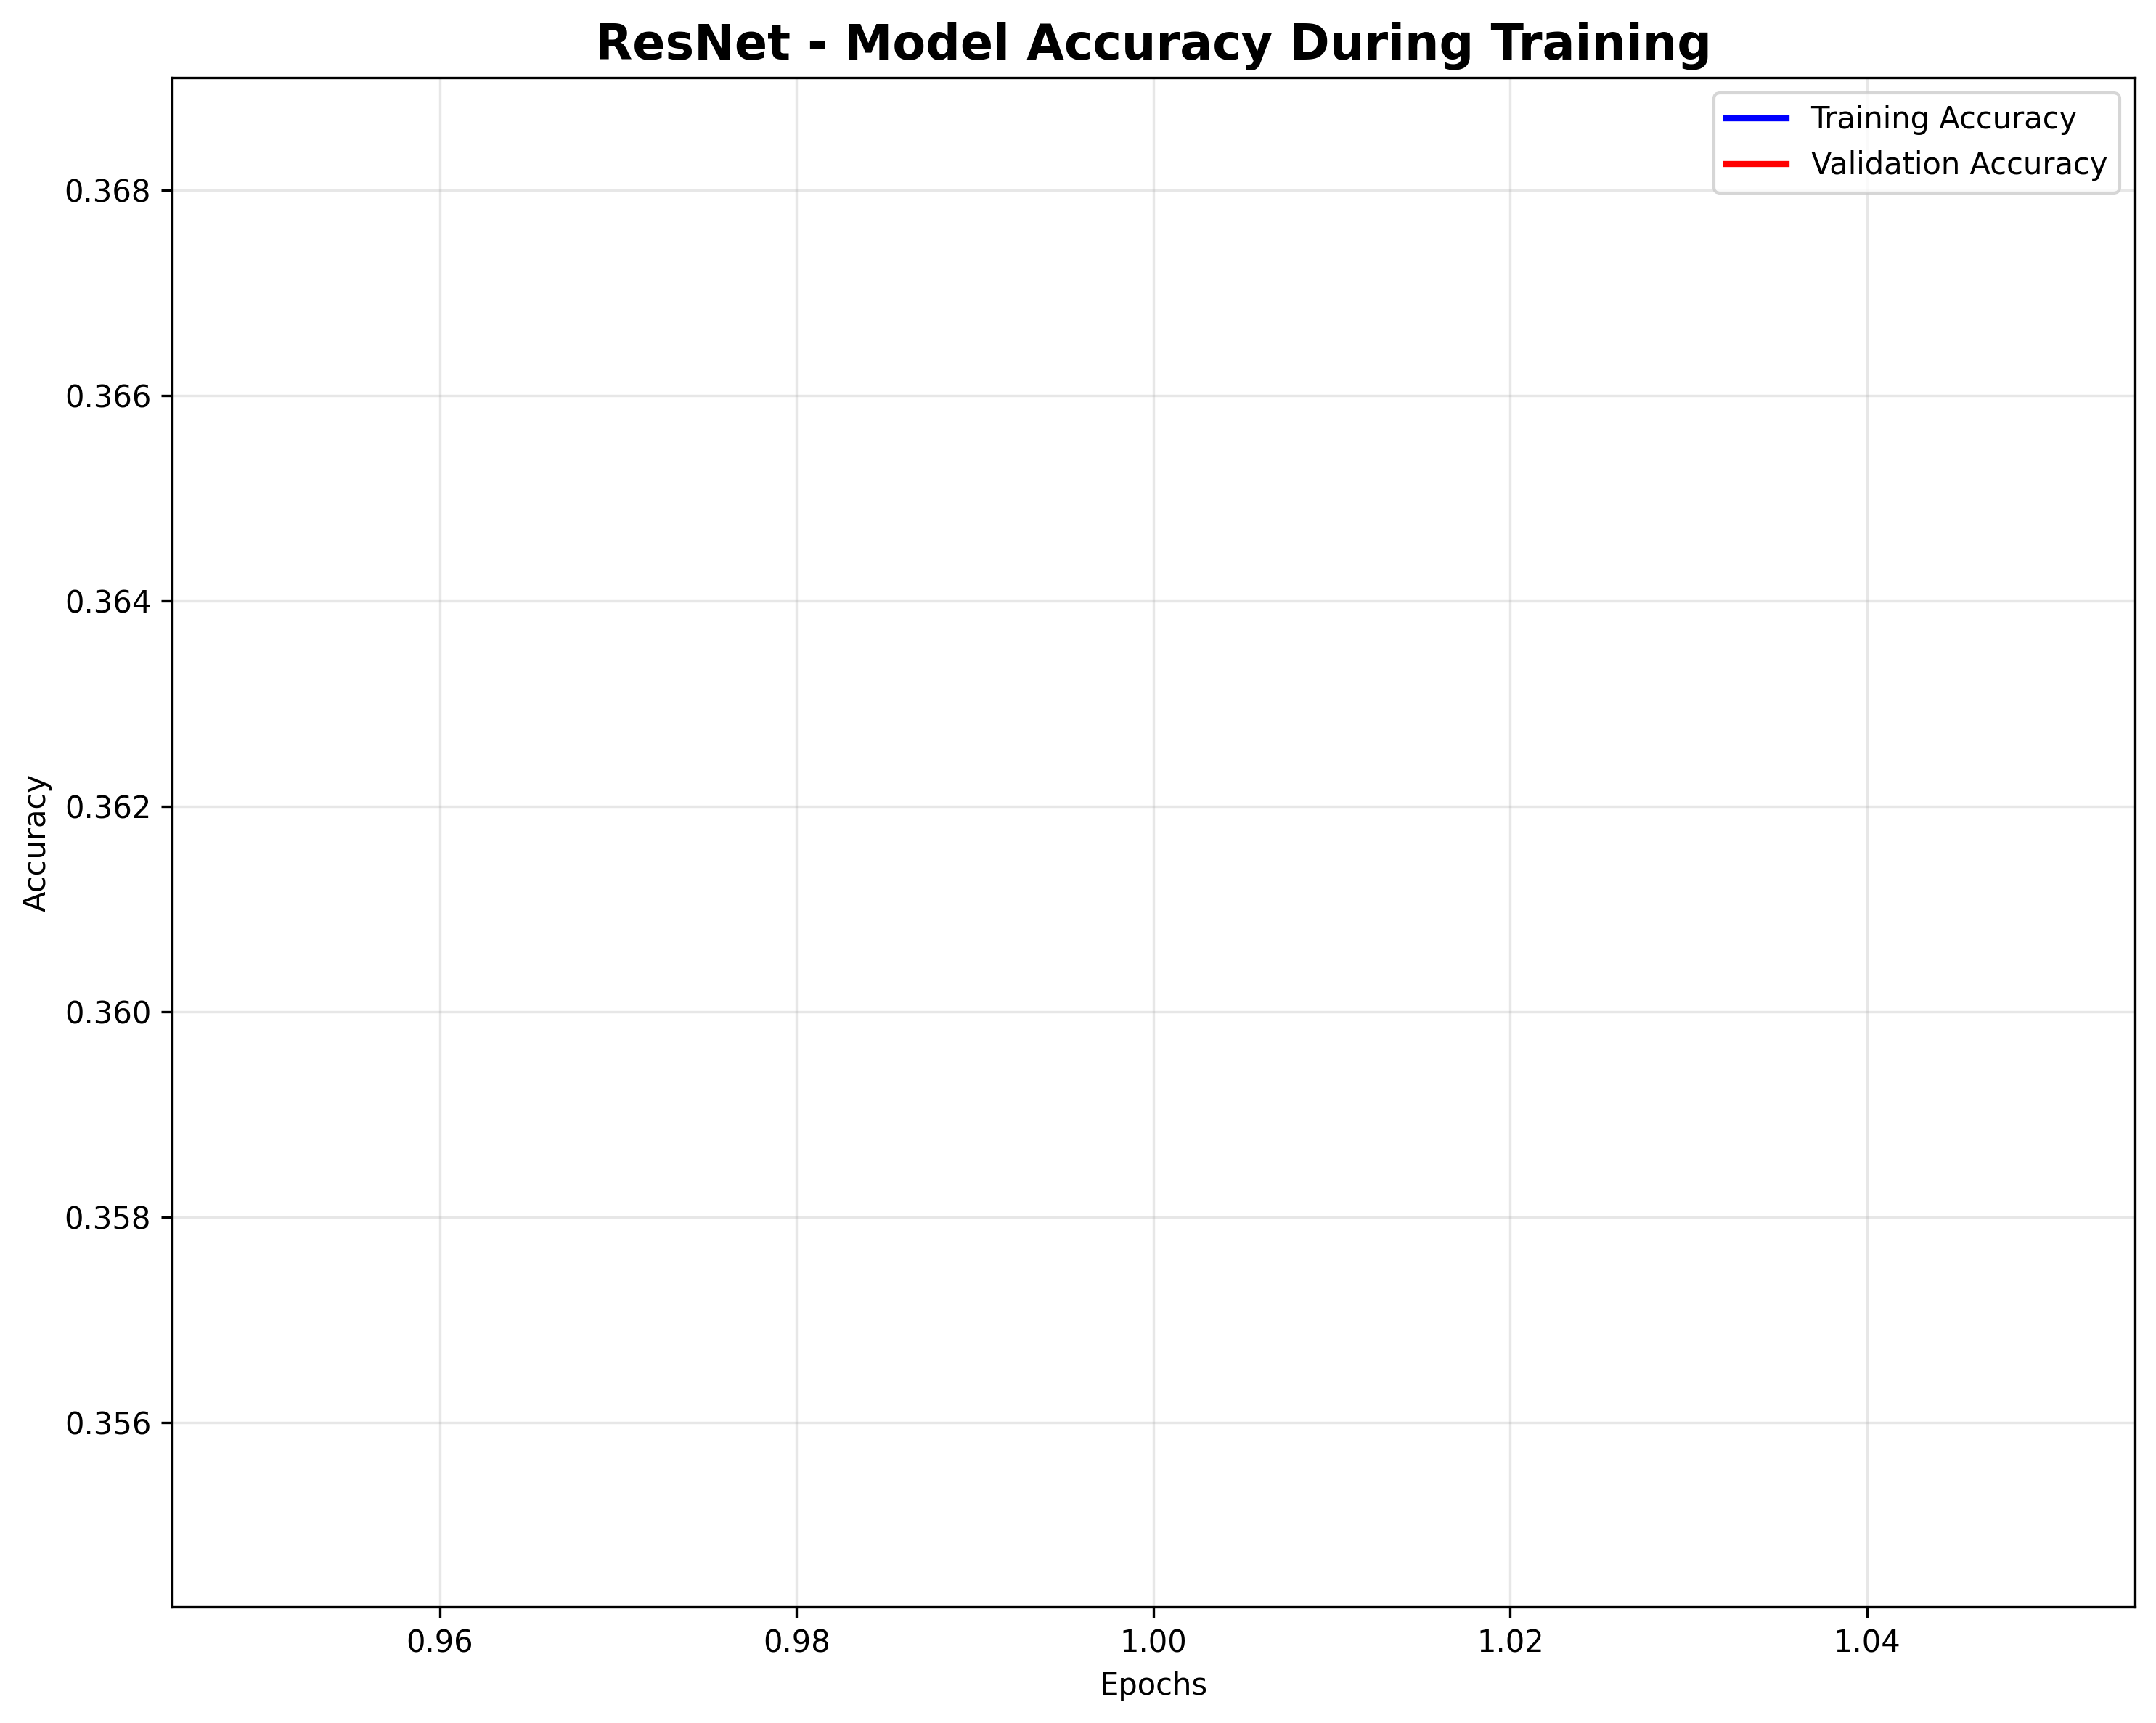 ResNet - Model Accuracy During Training
Training Accuracy
Validation Accuracy
0.368
0.366
0.364
0.362
0.360
0.358
0.356
Accuracy
0.96
0.98
1.00
1.02
1.04
Epochs